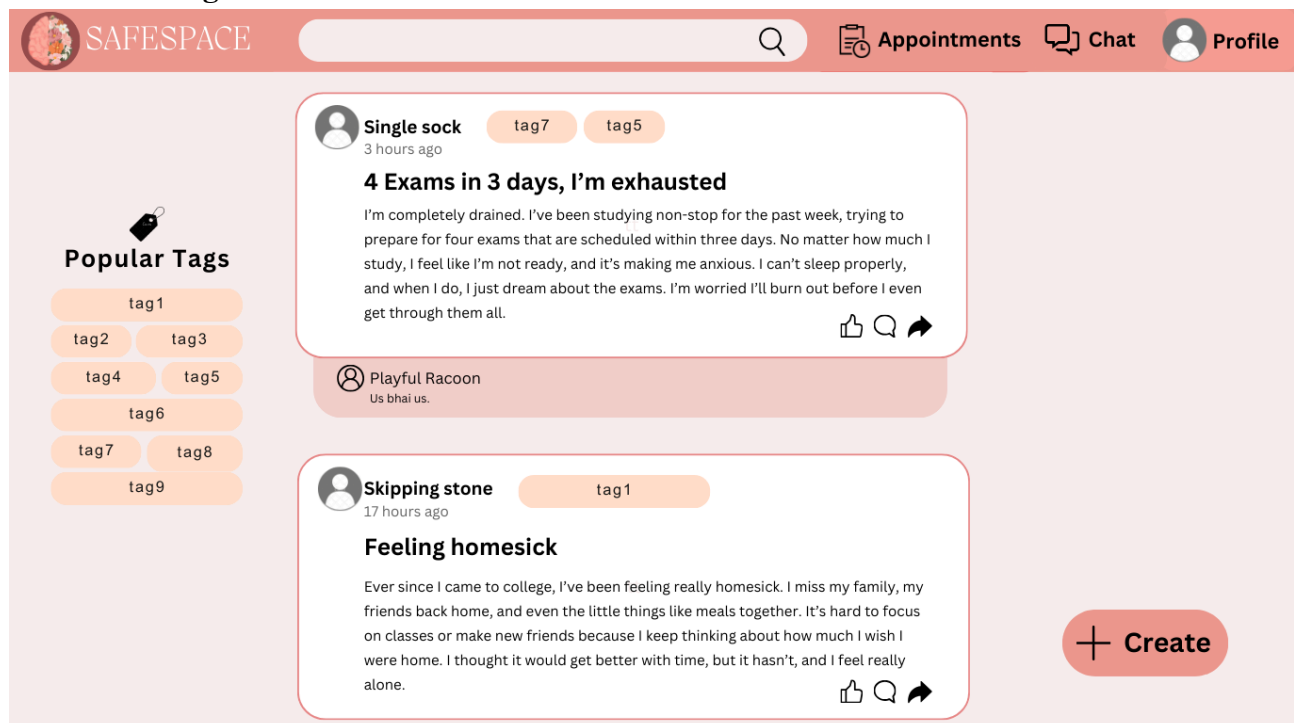 SAFESPACE
Appointments
Chat
Profile
Popular Tags
tag1
tag2 tag3
tag4 tag5
tag6
tag7 tag8
tag9
Single sock tag7 tag5
3 hours ago
4 Exams in 3 days, I’m exhausted
I’m completely drained. I’ve been studying non-stop for the past week, trying to
prepare for four exams that are scheduled within three days. No matter how much I
study, I feel like I’m not ready, and it’s making me anxious. I can’t sleep properly,
and when I do, I just dream about the exams. I’m worried I’ll burn out before I even
get through them all.
Playful Racoon
Us bhai us.
Skipping stone tag1
17 hours ago
Feeling homesick
Ever since I came to college, I’ve been feeling really homesick. I miss my family, my
friends back home, and even the little things like meals together. It’s hard to focus
on classes or make new friends because I keep thinking about how much I wish I
were home. I thought it would get better with time, but it hasn’t, and I feel really
alone.
Create